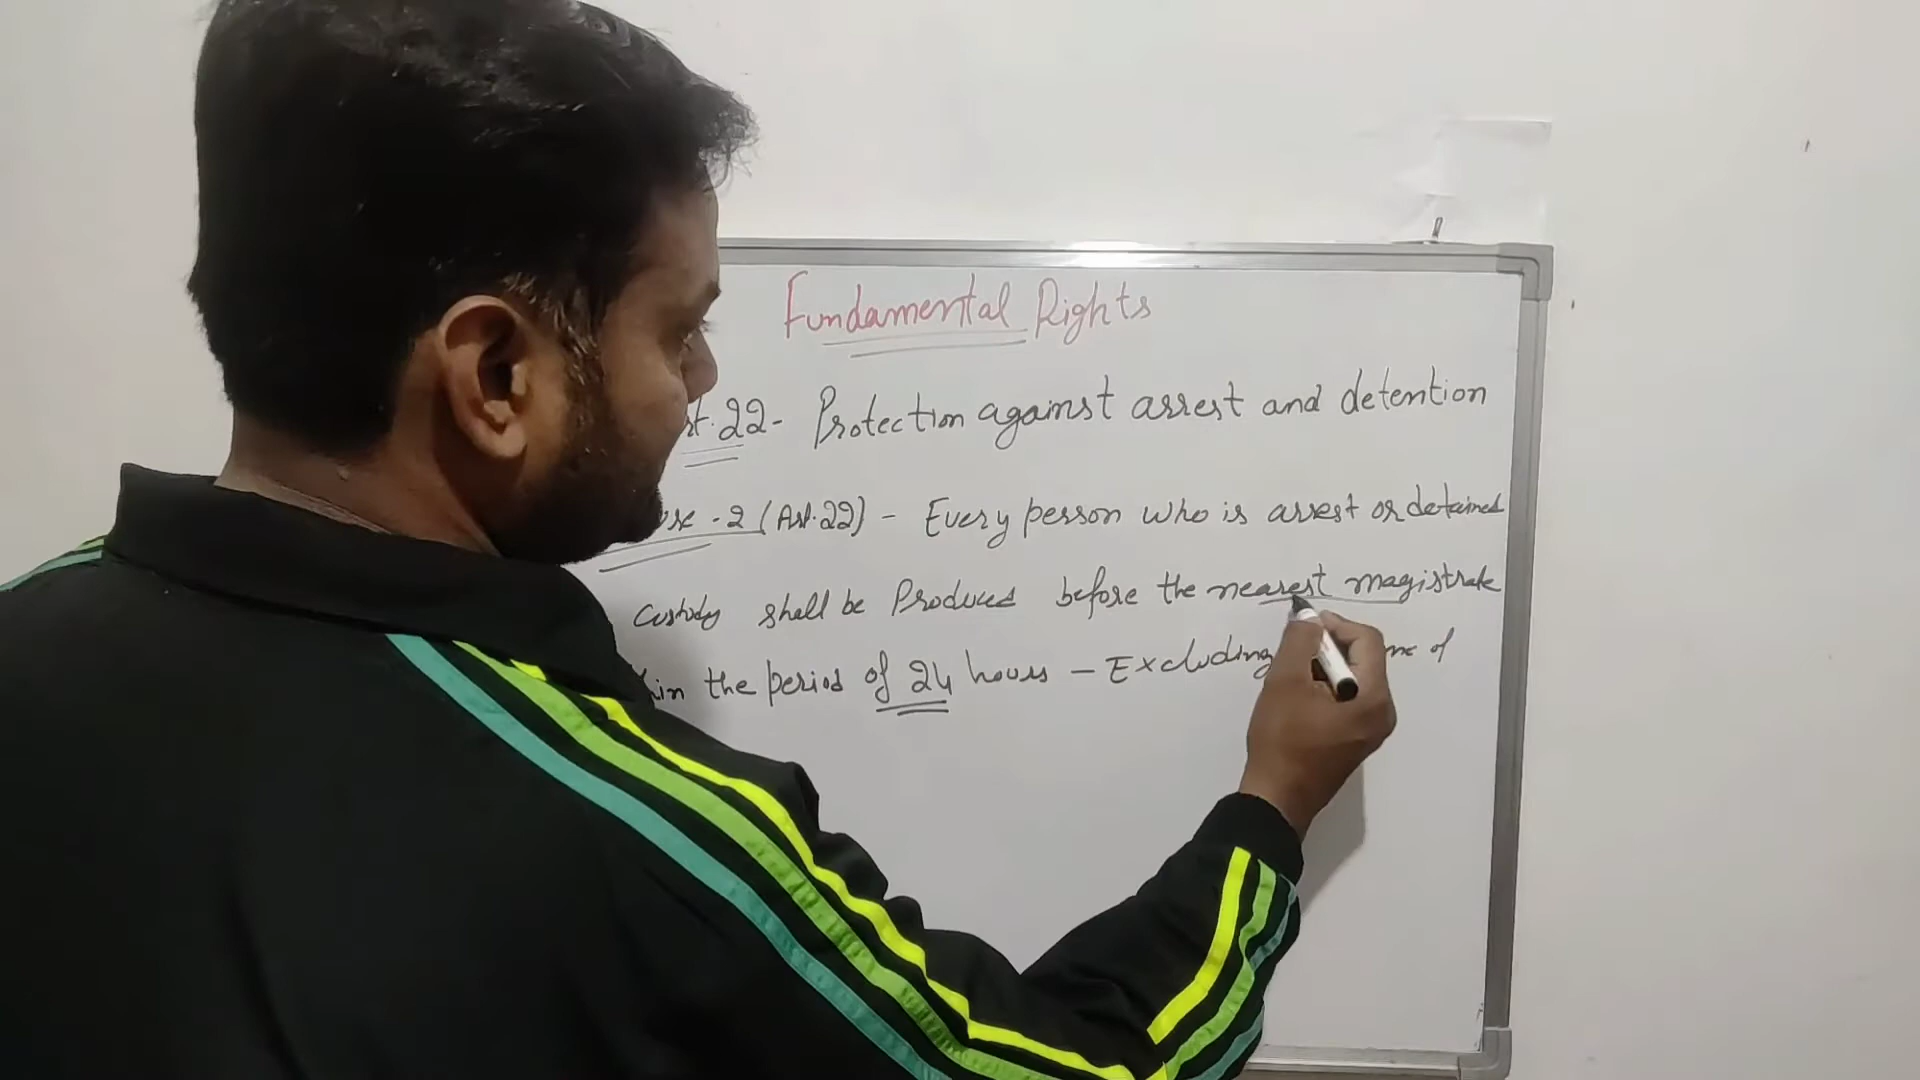 Fundamental Rights
22- Protection against arrest and detention
- 2 (Art. 22) - Every person who is arrest or detained
Custody shall be Produced before the nearest magistrate
the period of 24 hours - Excluding of